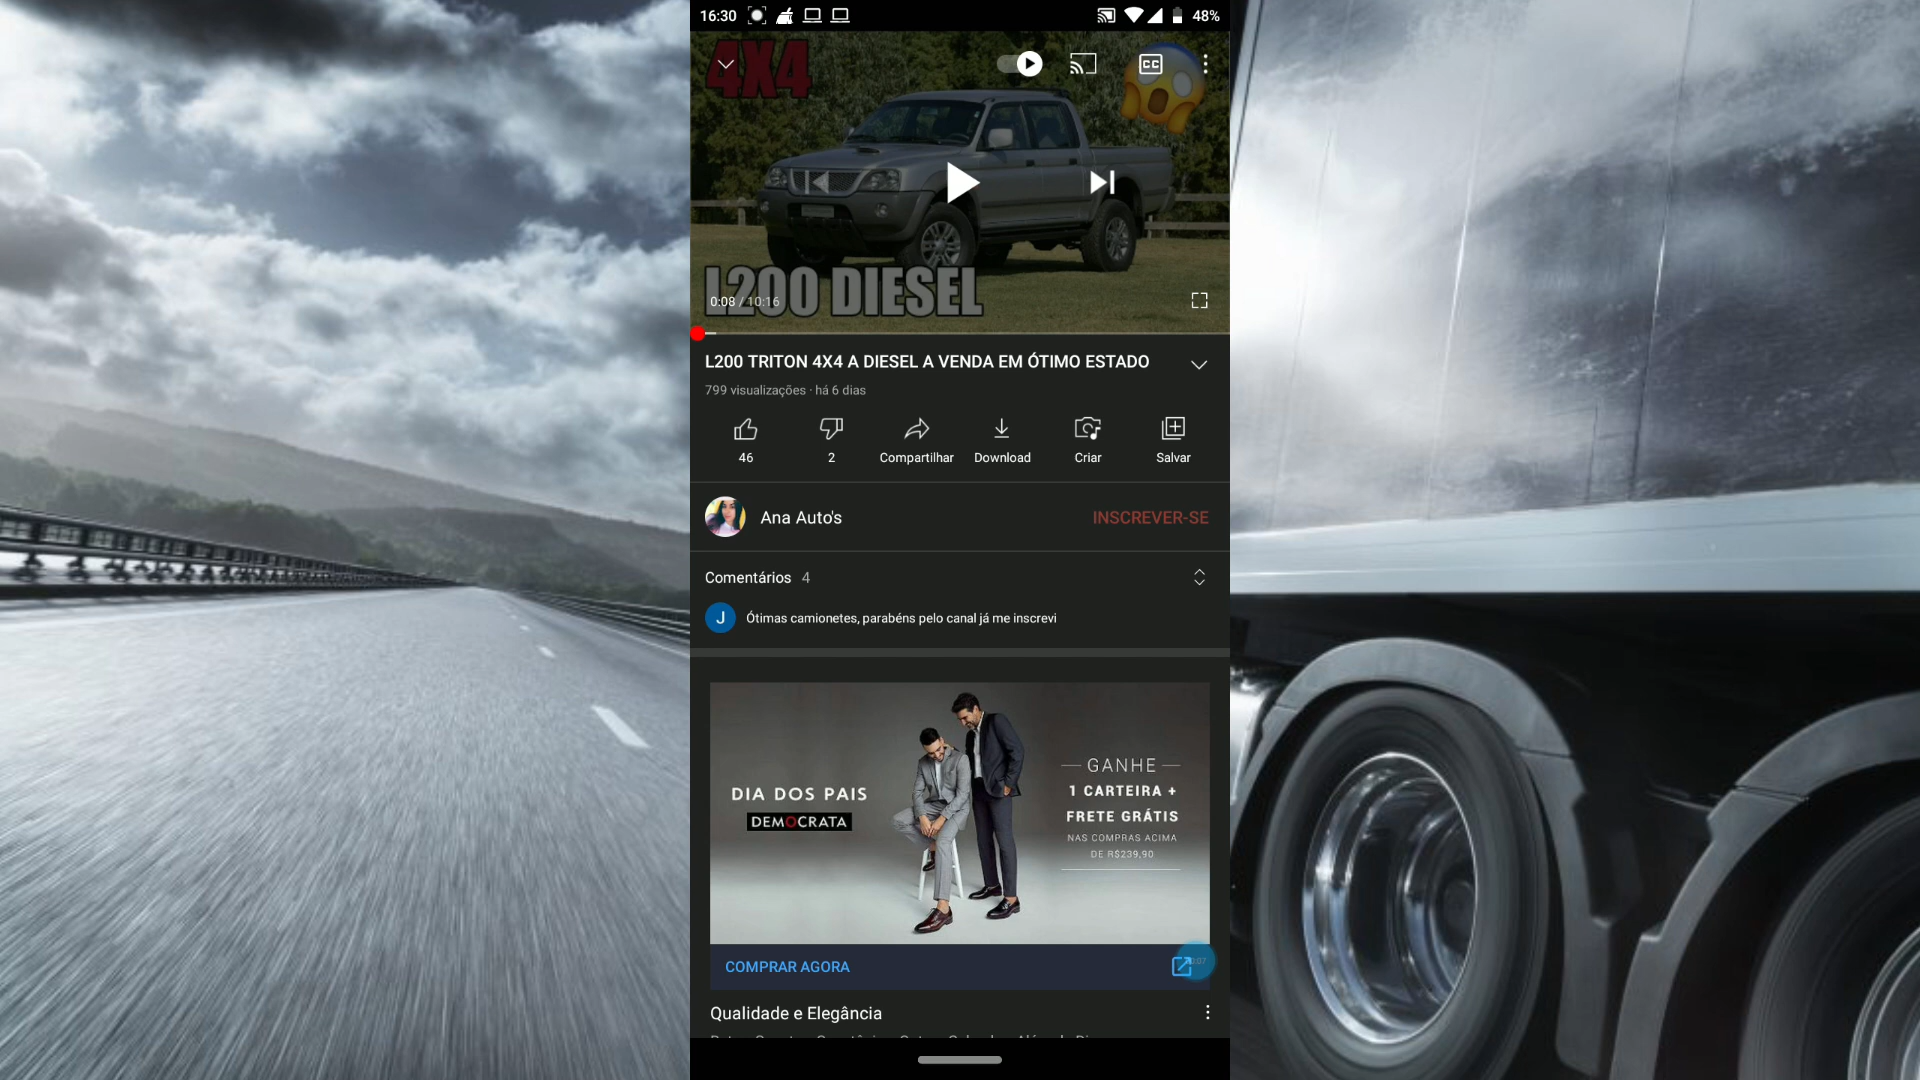 16:30
48%
4X4
CC
L200 DIESEL
0:08 / 10:16
L200 TRITON 4X4 A DIESEL A VENDA EM ÓTIMO ESTADO
799 visualizações · há 6 dias
46
2
Compartilhar
Download
Criar
Salvar
Ana Auto's
INSCREVER-SE
Comentários 4
J
Ótimas camionetes, parabéns pelo canal já me inscrevi
DIA DOS PAIS
DEMOCRATA
GANHE
1 CARTEIRA +
FRETE GRÁTIS
NAS COMPRAS ACIMA
DE R$239,90
COMPRAR AGORA
Qualidade e Elegância